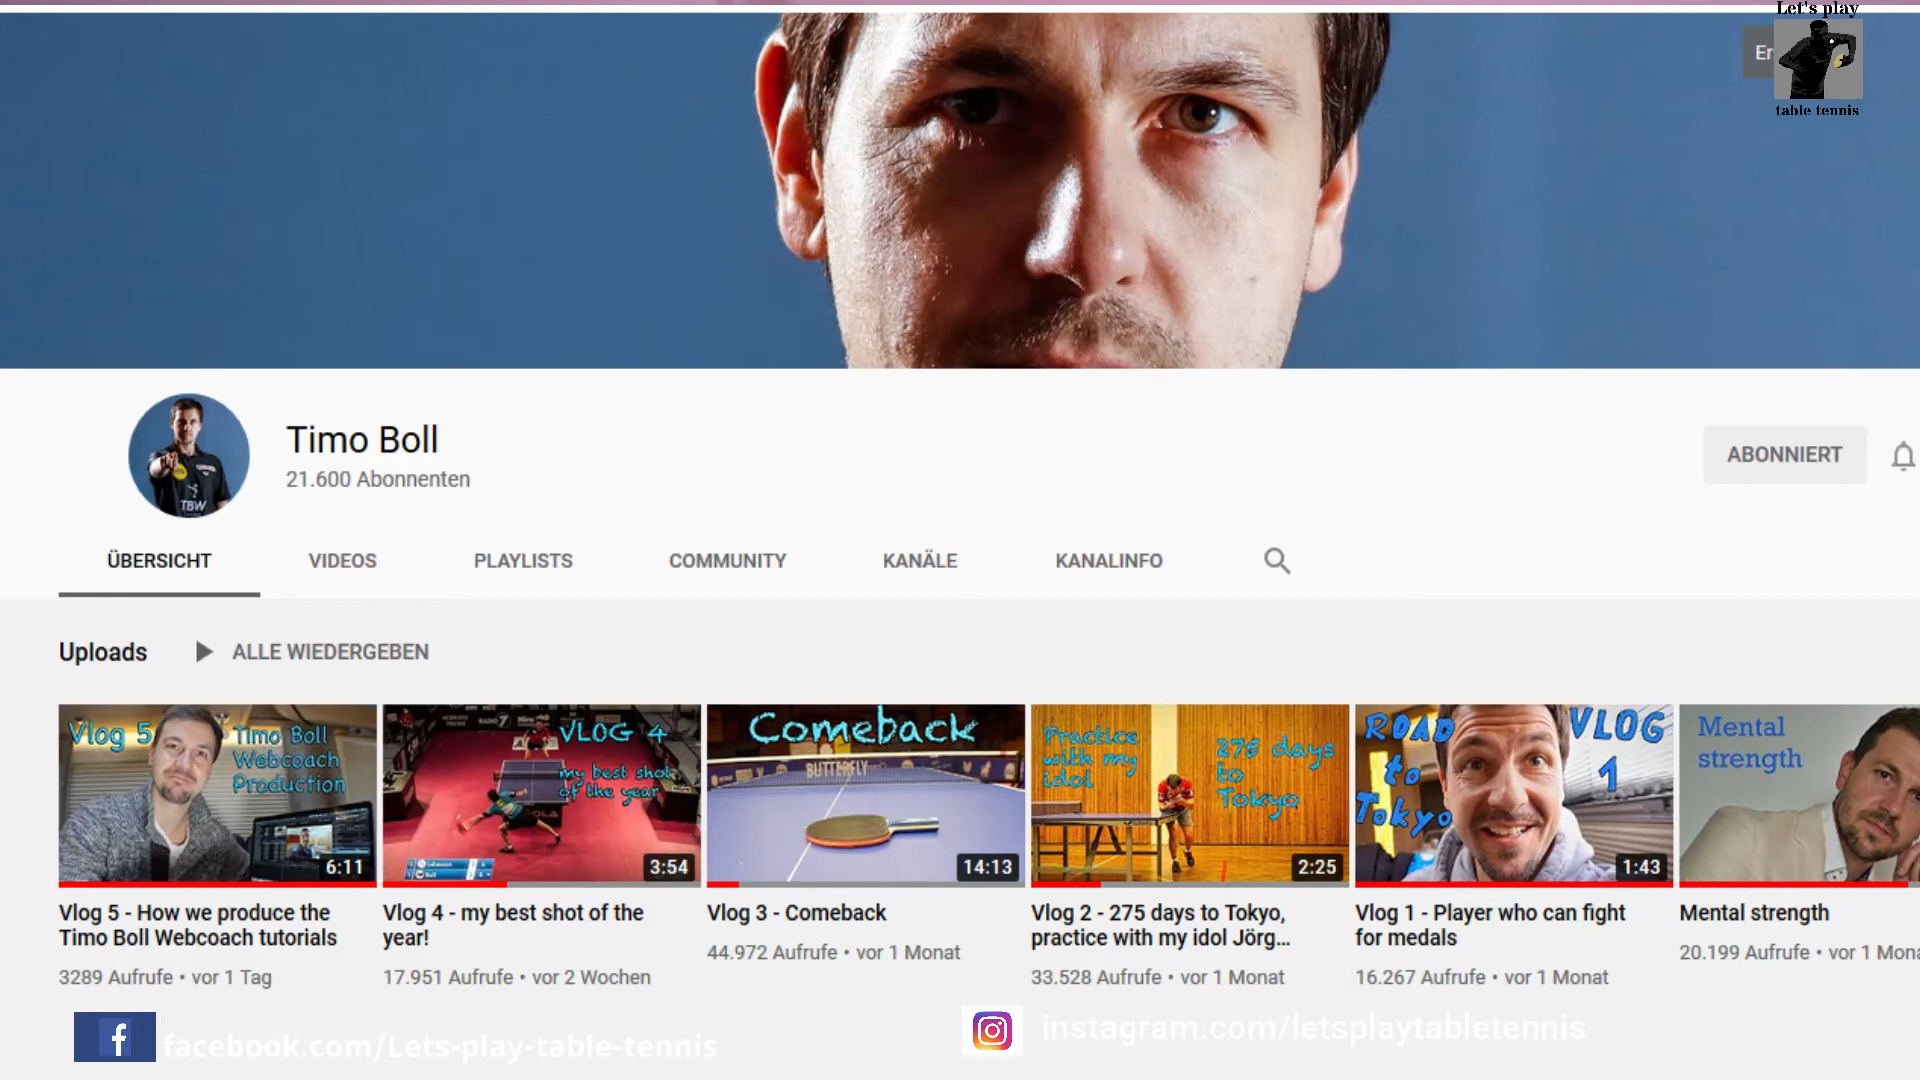 Let's play
Er
table tennis
Timo Boll
21.600 Abonnenten
ABONNIERT
ÜBERSICHT
VIDEOS
PLAYLISTS
COMMUNITY
KANÄLE
KANALINFO
Uploads
ALLE WIEDERGEBEN
Vlog 5
Timo Boll
Webcoach
Production
6:11
VLOG 4
my best shot
of the year
3:54
Comeback
BUTTERFLY
14:13
Practice
with my
idol
275 days
to
Tokyo
2:25
ROAD
to
Tokyo
VLOG
1
1:43
Mental
strength
TBW
Vlog 5 - How we produce the
Timo Boll Webcoach tutorials
3289 Aufrufe • vor 1 Tag
Vlog 4 - my best shot of the
year!
17.951 Aufrufe • vor 2 Wochen
Vlog 3 - Comeback
44.972 Aufrufe • vor 1 Monat
Vlog 2 - 275 days to Tokyo,
practice with my idol Jörg...
33.528 Aufrufe • vor 1 Monat
Vlog 1 - Player who can fight
for medals
16.267 Aufrufe • vor 1 Monat
Mental strength
20.199 Aufrufe • vor 1 Mona
facebook.com/Lets-play-table-tennis
instagram.com/letsplaytabletennis